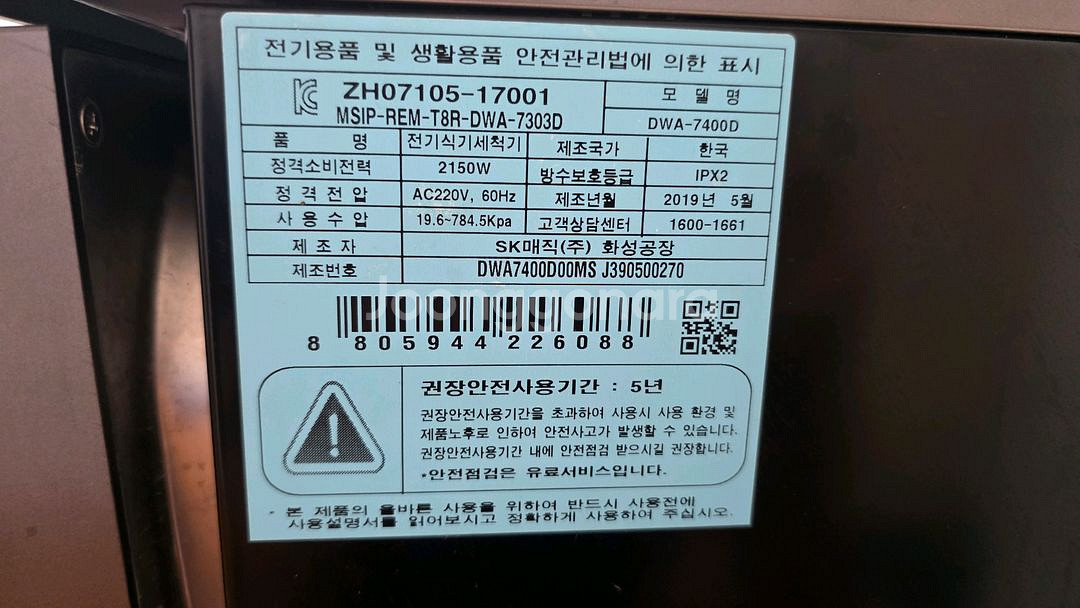 전기용품 및 생활용품 안전관리법에 의한 표시
ZH07105-17001
MSIP-REM-T8R-DWA-7303D
모 델 명
DWA-7400D
품 명 전기식기세척기 제조국가 한국
정격소비전력 2150W 방수보호등급 IPX2
정 격 전 압 AC220V, 60Hz 제조년월 2019년 5월
사 용 수 압 19.6~784.5Kpa 고객상담센터 1600-1661
제 조 자 SK매직(주) 화성공장
제조번호 DWA7400D00MS J390500270
Joonggonara
8 805944 226088
권장안전사용기간 : 5년
권장안전사용기간을 초과하여 사용시 사용 환경 및
제품노후로 인하여 안전사고가 발생할 수 있습니다.
권장안전사용기간 내에 안전점검 받으시길 권장합니다.
*안전점검은 유료서비스입니다.
- 본 제품의 올바른 사용을 위하여 반드시 사용전에
사용설명서를 읽어보시고 정확하게 사용하여 주십시오.